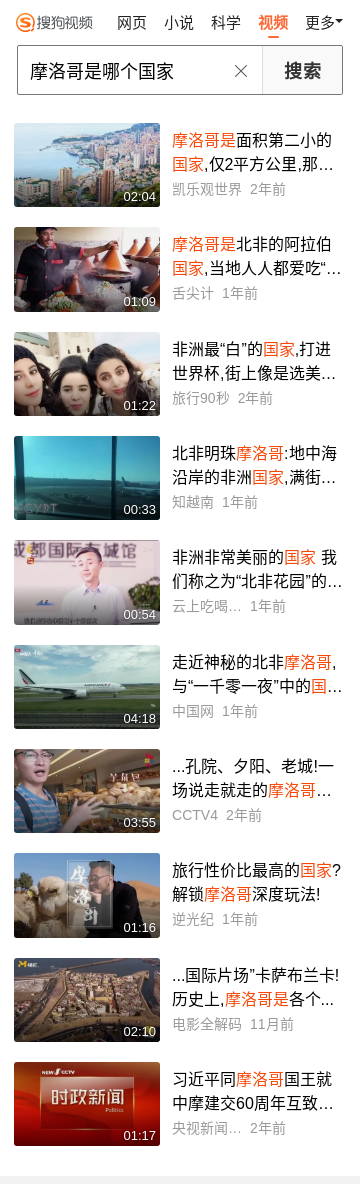 搜狗视频 网页 小说 科学 视频 更多
摩洛哥是哪个国家 搜索
02:04
摩洛哥是面积第二小的
国家,仅2平方公里,那…
凯乐观世界 2年前
01:09
摩洛哥是北非的阿拉伯
国家,当地人人都爱吃“…
舌尖计 1年前
01:22
非洲最“白”的国家,打进
世界杯,街上像是选美…
旅行90秒 2年前
00:33
北非明珠摩洛哥:地中海
沿岸的非洲国家,满街…
知越南 1年前
00:54
非洲非常美丽的国家 我
们称之为“北非花园”的…
云上吃喝... 1年前
04:18
走近神秘的北非摩洛哥,
与“一千零一夜”中的国…
中国网 1年前
03:55
...孔院、夕阳、老城!一
场说走就走的摩洛哥…
CCTV4 2年前
摩洛哥
01:16
旅行性价比最高的国家?
解锁摩洛哥深度玩法!
逆光纪 1年前
02:10
...国际片场”卡萨布兰卡!
历史上,摩洛哥是各个...
电影全解码 11月前
NEW CCTV
时政新闻
Politics
01:17
习近平同摩洛哥国王就
中摩建交60周年互致…
央视新闻... 2年前